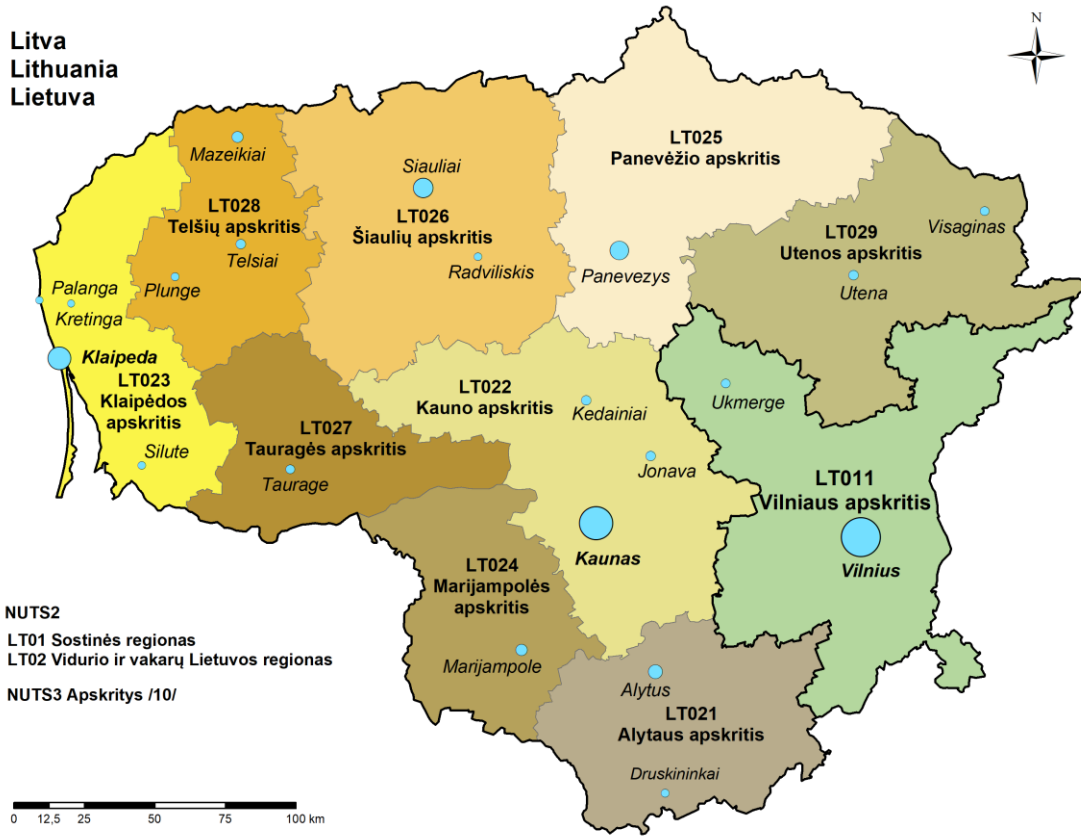 Litva
Lithuania
Lietuva
N
LT025
Panevėžio apskritis
Mazeikiai
Siauliai
LT028
Telšių apskritis
LT026
Šiaulių apskritis
Visaginas
LT029
Utenos apskritis
Telsiai
Radviliskis
Panevezys
Plunge
Utena
Palanga
Kretinga
Klaipeda
LT023
Klaipėdos
apskritis
LT022
Kauno apskritis
Ukmerge
Kedainiai
LT027
Tauragės apskritis
Silute
Taurage
Jonava
LT011
Vilniaus apskritis
Kaunas
Vilnius
LT024
Marijampolės
apskritis
NUTS2
LT01 Sostinės regionas
LT02 Vidurio ir vakarų Lietuvos regionas
Marijampole
NUTS3 Apskritys /10/
Alytus
LT021
Alytaus apskritis
Druskininkai
0 12,5 25 50 75 100 km